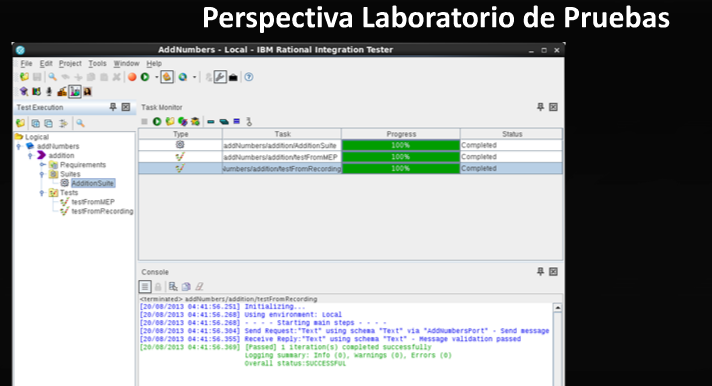 Perspectiva Laboratorio de Pruebas
AddNumbers - Local - IBM Rational Integration Tester
File Edit Project Tools Window Help
Test Execution
Task Monitor
Type Task Progress Status
addNumbers/addition/AdditionSuite 100% Completed
addNumbers/addition/testFromMEP 100% Completed
umbers/addition/testFromRecording 100% Completed
Logical
addNumbers
addition
Requirements
Suites
AdditionSuite
Tests
testFromMEP
testFromRecording
Console
<terminated> addNumbers/addition/testFromRecording
[20/08/2013 04:41:56.251] Initializing...
[20/08/2013 04:41:56.268] Using environment: Local
[20/08/2013 04:41:56.268] - - - - Starting main steps - - - -
[20/08/2013 04:41:56.304] Send Request:"Text" using schema "Text" via "AddNumbersPort" - Send message
[20/08/2013 04:41:56.355] Receive Reply:"Text" using schema "Text" - Message validation passed
[20/08/2013 04:41:56.360] [Passed] 1 iteration(s) completed successfully
Logging summary: Info (0), Warnings (0), Errors (0)
Overall status:SUCCESSFUL